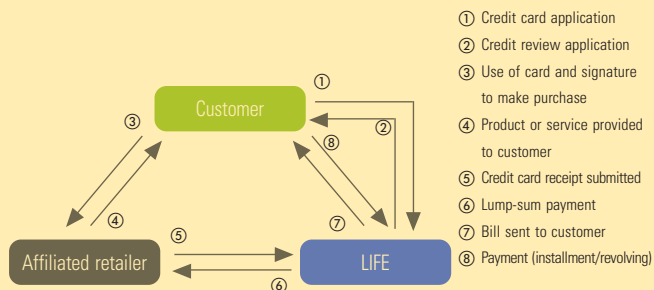 ① Credit card application
② Credit review application
③ Use of card and signature
to make purchase
④ Product or service provided
to customer
⑤ Credit card receipt submitted
⑥ Lump-sum payment
⑦ Bill sent to customer
⑧ Payment (installment/revolving)
①
Customer
②
③
⑧
④
⑦
⑤
Affiliated retailer
LIFE
⑥